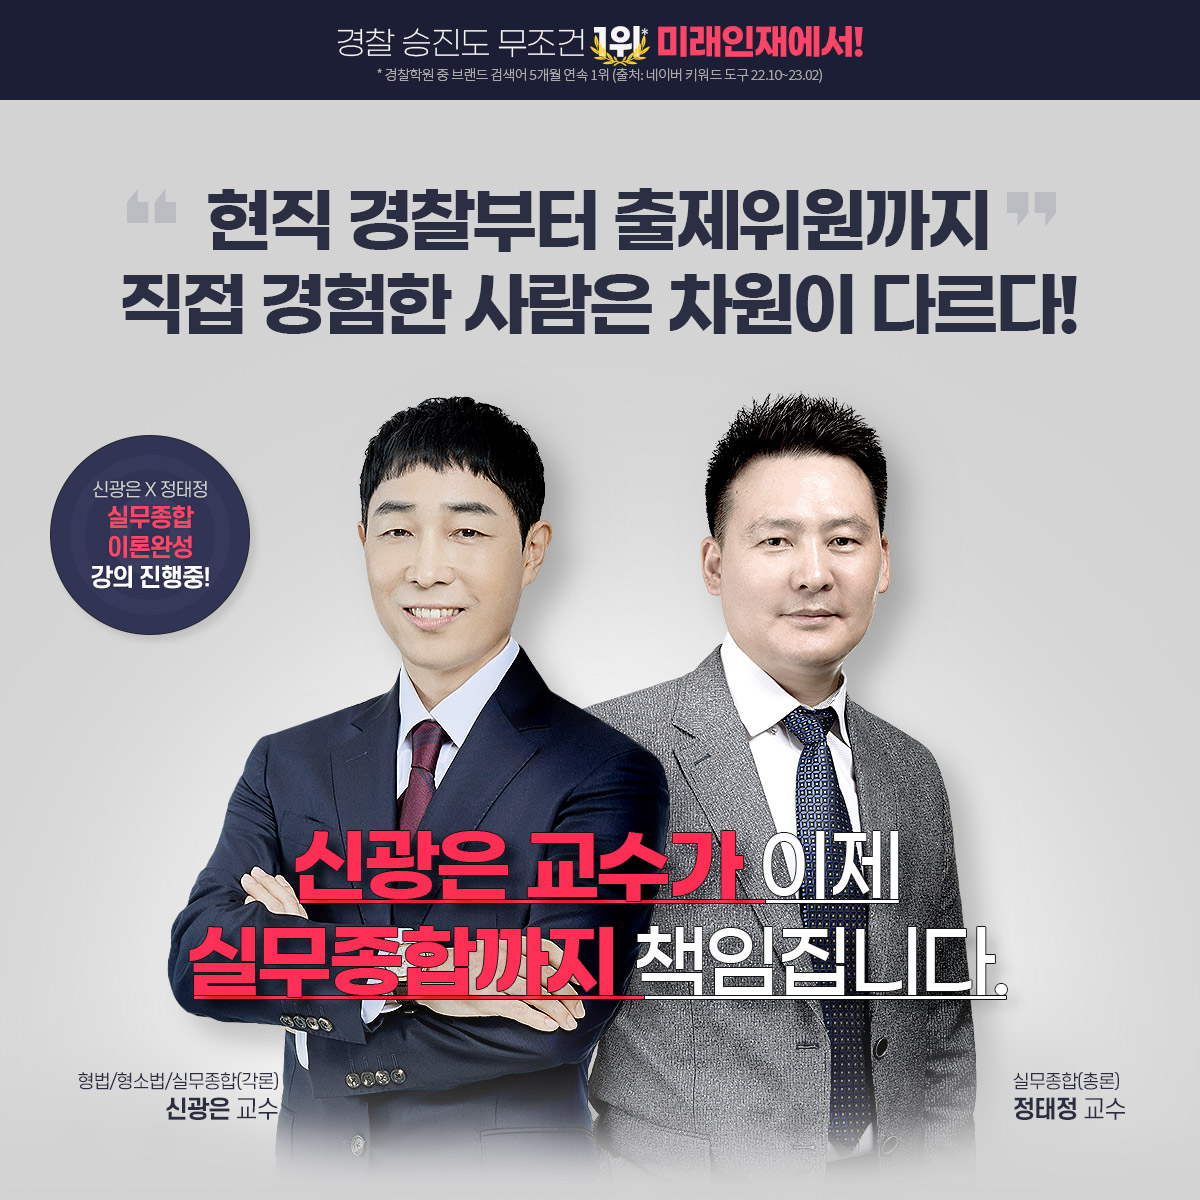 경찰 승진도 무조건 1위* 미래인재에서!
* 경찰학원 중 브랜드 검색어 5개월 연속 1위 (출처: 네이버 키워드 도구 22.10~23.02)
“ 현직 경찰부터 출제위원까지 ”
직접 경험한 사람은 차원이 다르다!
신광은 X 정태정
실무종합
이론완성
강의 진행중!
신광은 교수가 이제
실무종합까지 책임집니다.
형법/형소법/실무종합(각론)
신광은 교수
실무종합(총론)
정태정 교수